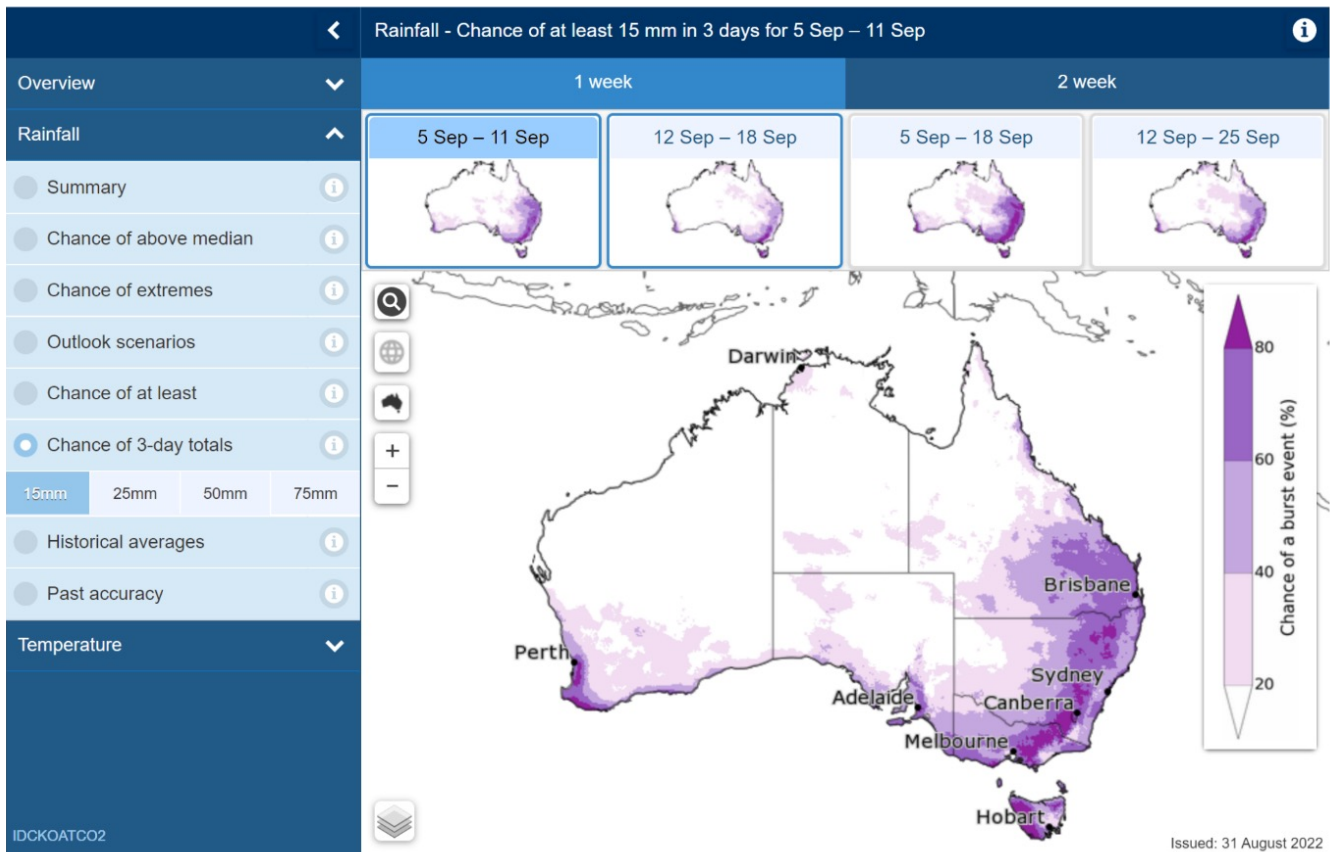 Rainfall - Chance of at least 15 mm in 3 days for 5 Sep – 11 Sep
Overview
Rainfall
Summary
Chance of above median
Chance of extremes
Outlook scenarios
Chance of at least
Chance of 3-day totals
15mm 25mm 50mm 75mm
Historical averages
Past accuracy
Temperature
IDCKOATCO2
1 week 2 week
5 Sep – 11 Sep 12 Sep – 18 Sep 5 Sep – 18 Sep 12 Sep – 25 Sep
+
−
Darwin
Brisbane
Perth
Sydney
Adelaide
Canberra
Melbourne
Hobart
80
60
40
20
Chance of a burst event (%)
Issued: 31 August 2022